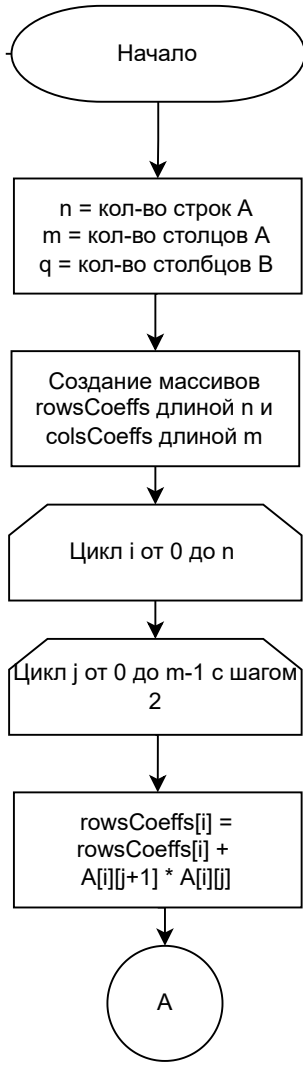 Начало
n = кол-во строк A
m = кол-во столцов A
q = кол-во столбцов B
Создание массивов
rowsCoeffs длиной n и
colsCoeffs длиной m
Цикл i от 0 до n
Цикл j от 0 до m-1 с шагом
2
rowsCoeffs[i] =
rowsCoeffs[i] +
A[i][j+1] * A[i][j]
A